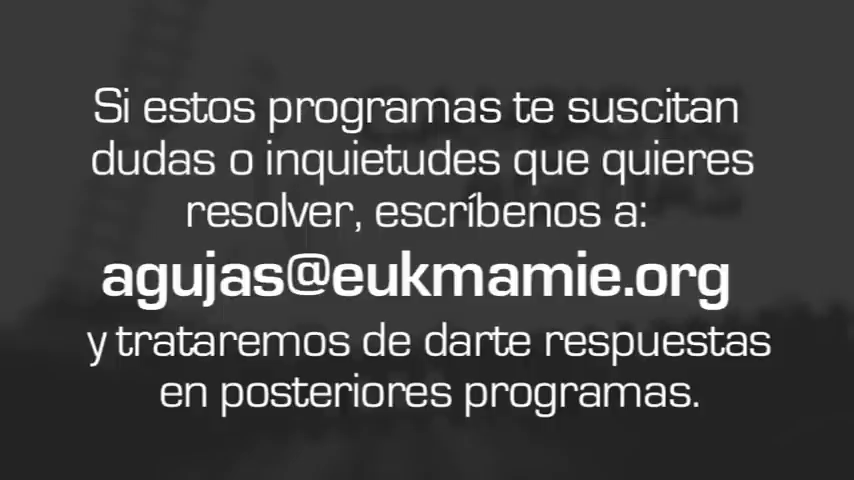 Si estos programas te suscitan
dudas o inquietudes que quieres
resolver, escríbenos a:
agujas@eukmamie.org
y trataremos de darte respuestas
en posteriores programas.